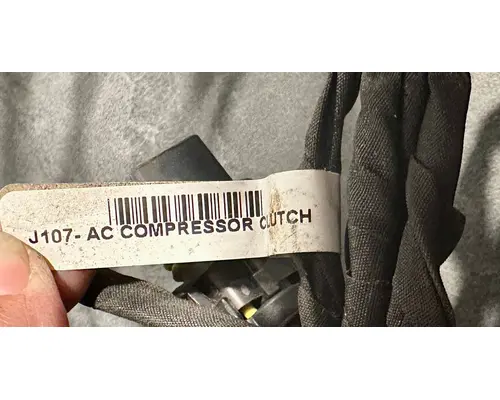 J107- AC COMPRESSOR CLUTCH